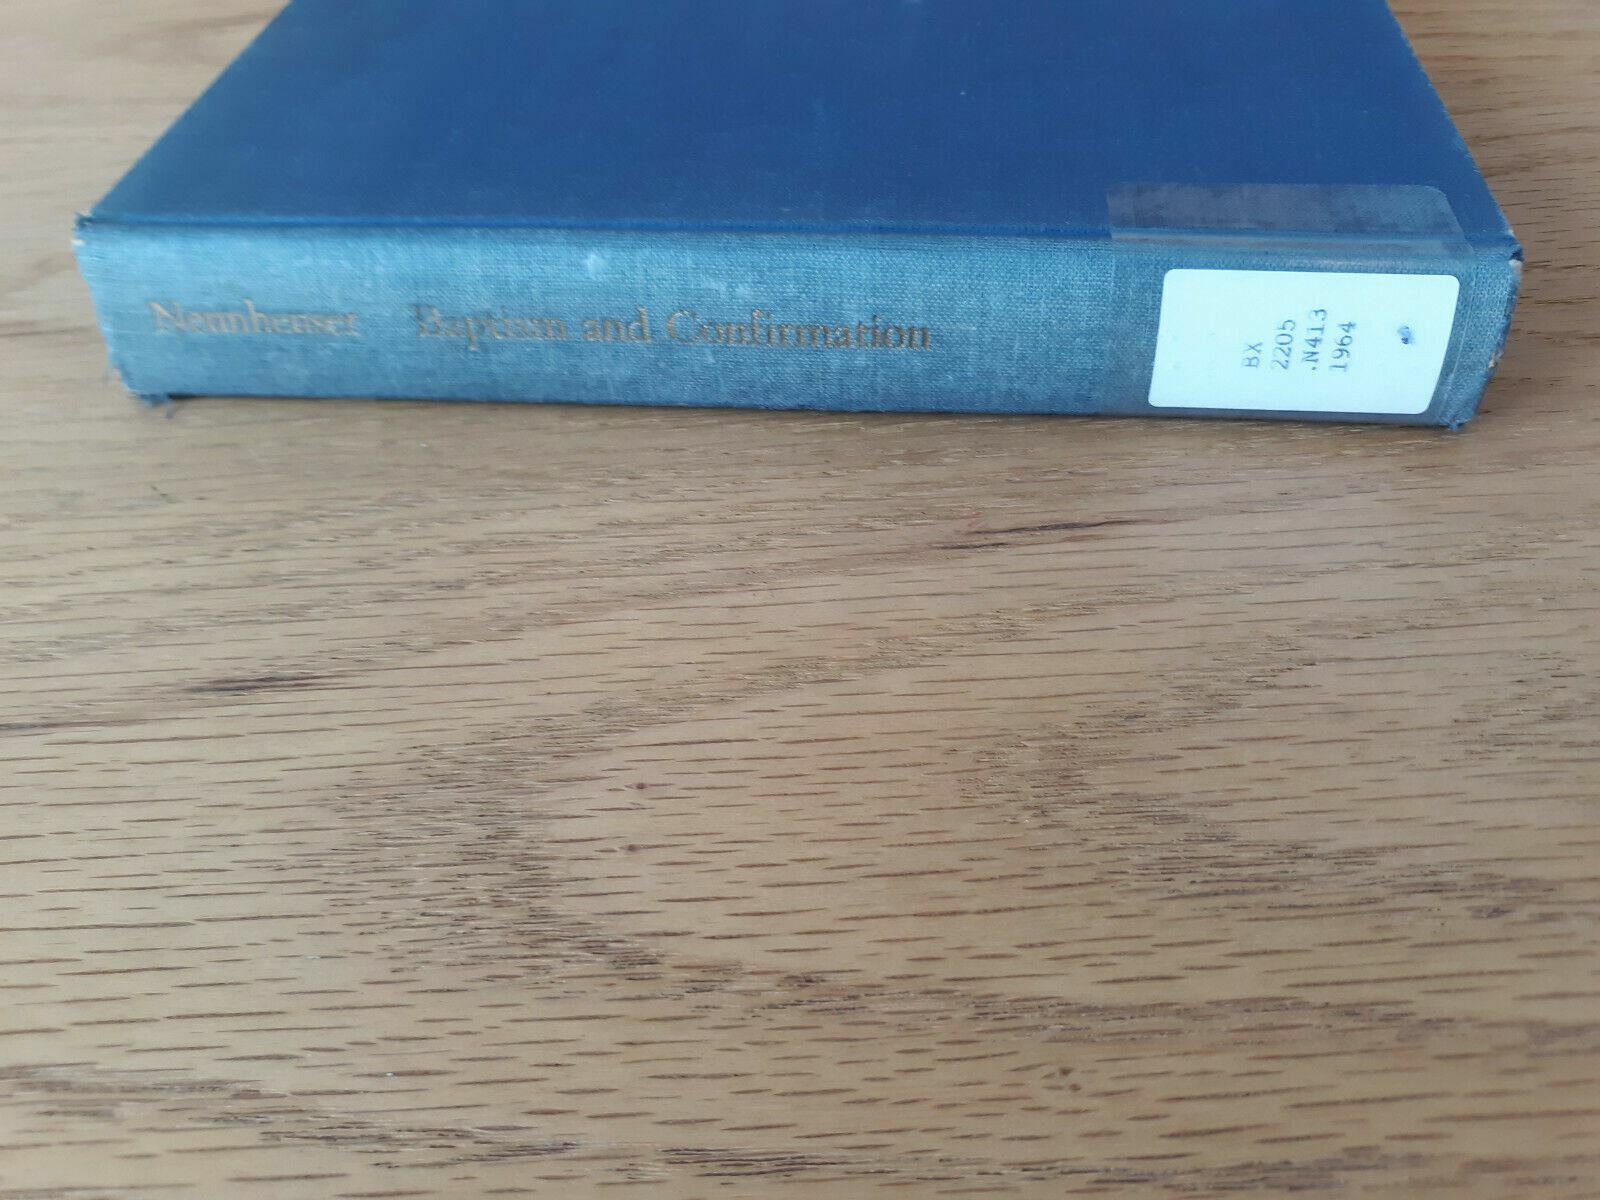 Neunheuser Baptism and Confirmation
BX
2205
.N413
1964